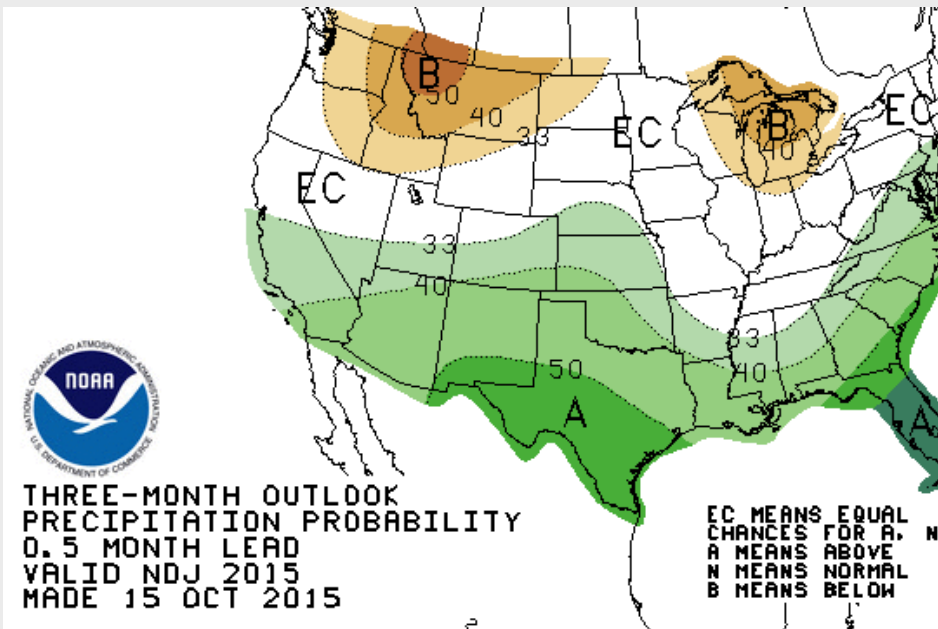 B
50
40
33
EC
B
40
EC
EC
33
40
33
40
50
A
A
NATIONAL OCEANIC AND ATMOSPHERIC ADMINISTRATION
NOAA
U.S. DEPARTMENT OF COMMERCE
THREE-MONTH OUTLOOK
PRECIPITATION PROBABILITY
0.5 MONTH LEAD
VALID NDJ 2015
MADE 15 OCT 2015
EC MEANS EQUAL
CHANCES FOR A, N
A MEANS ABOVE
N MEANS NORMAL
B MEANS BELOW